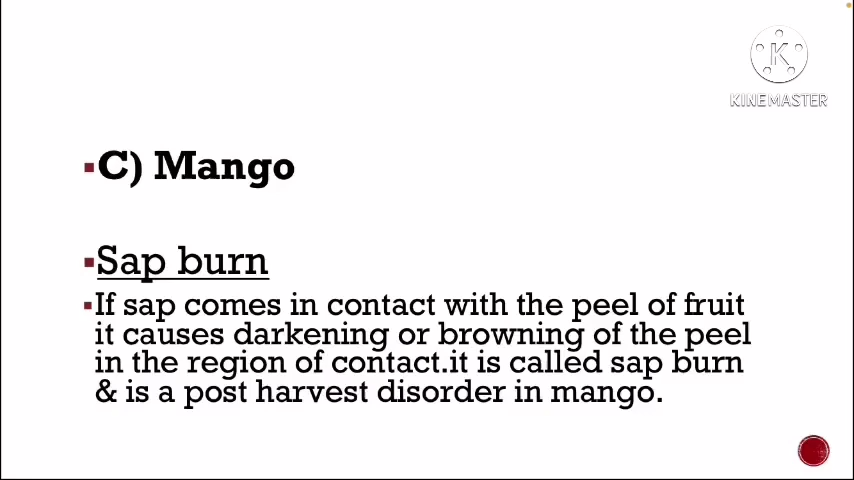 K
KINEMASTER
▪C) Mango
▪Sap burn
▪If sap comes in contact with the peel of fruit
it causes darkening or browning of the peel
in the region of contact.it is called sap burn
& is a post harvest disorder in mango.